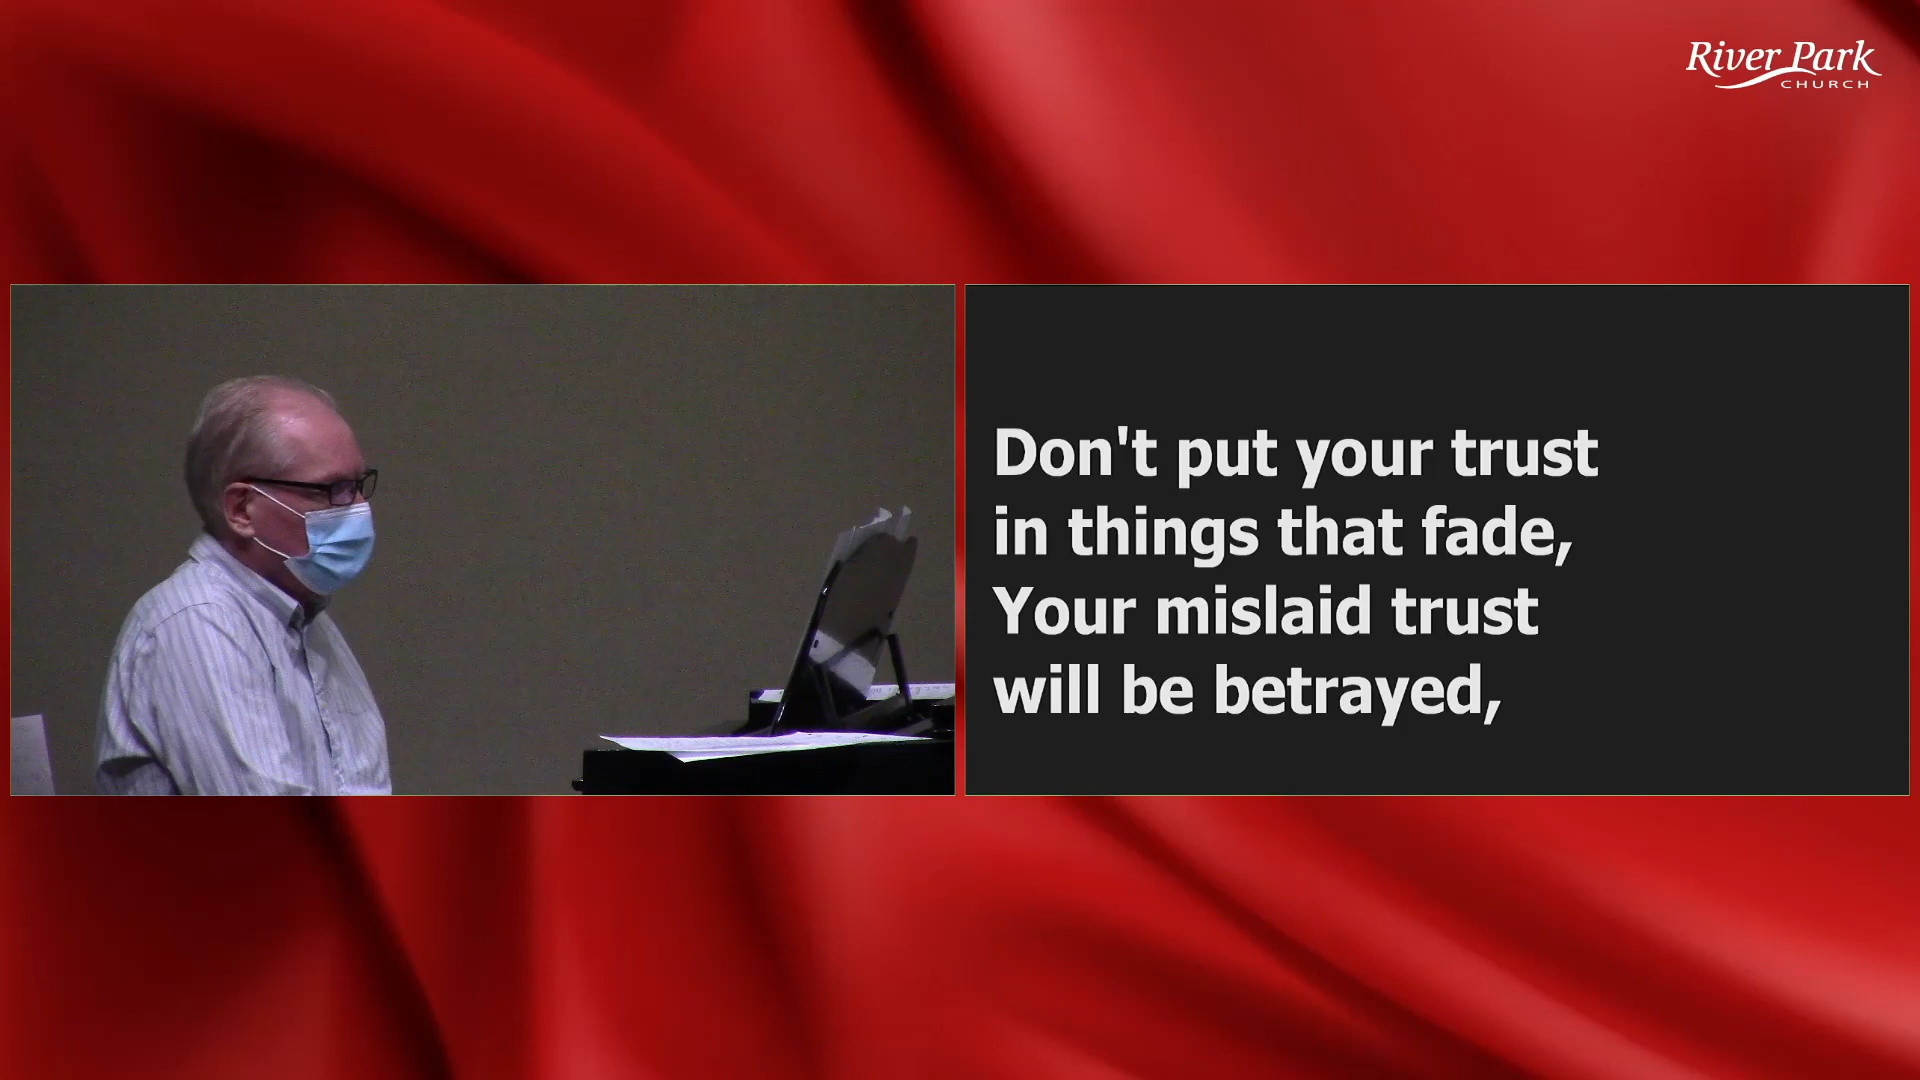 River Park
CHURCH
Don't put your trust
in things that fade,
Your mislaid trust
will be betrayed,